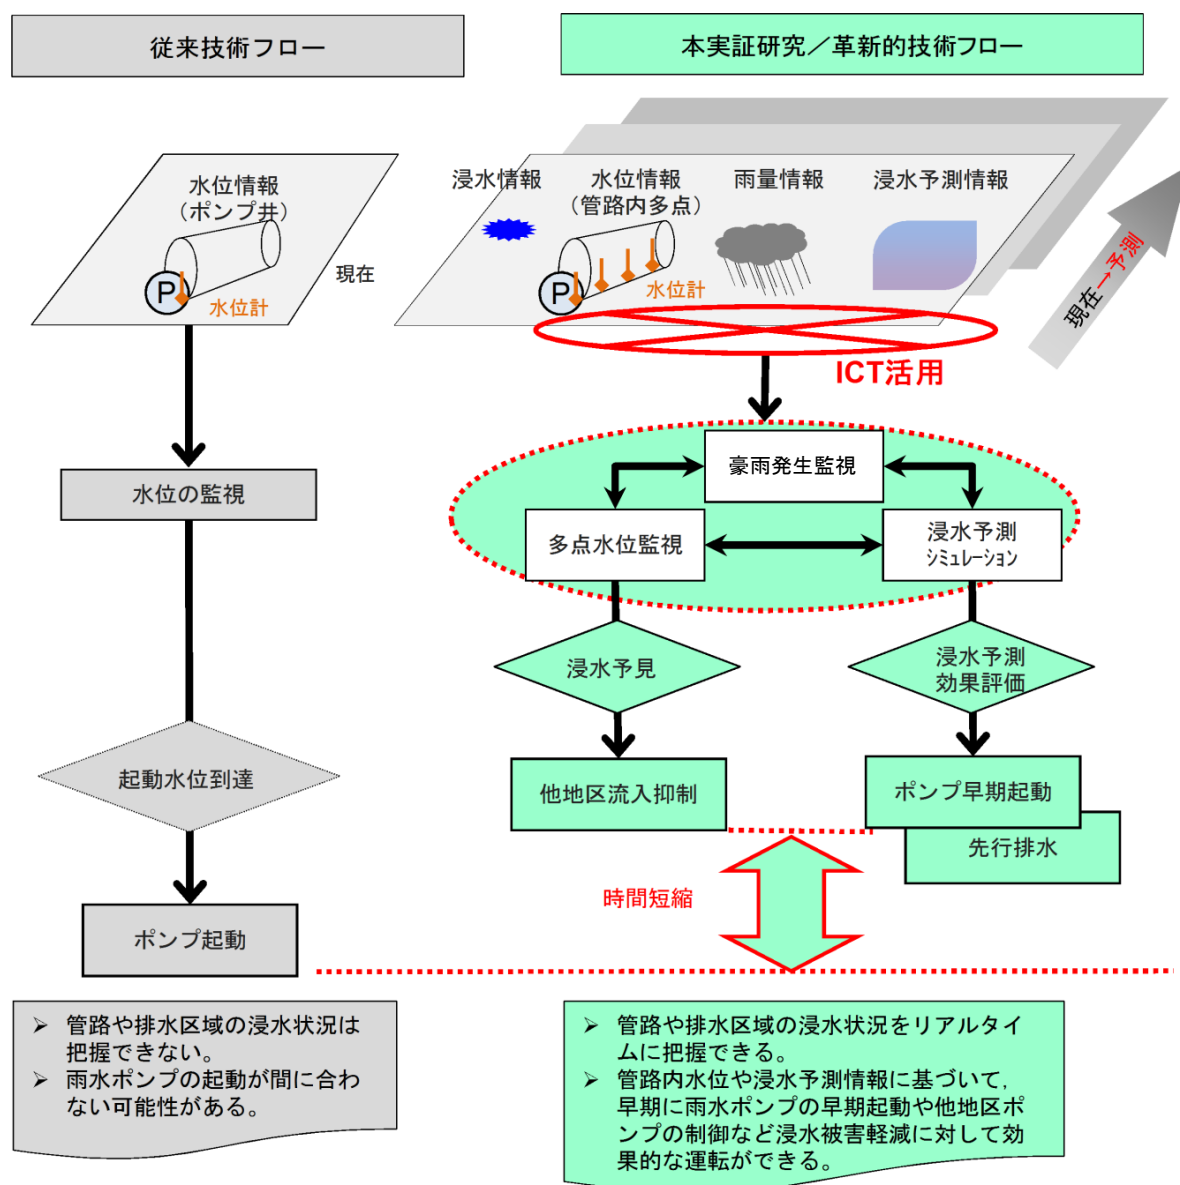 従来技術フロー
本実証研究／革新的技術フロー
水位情報
（ポンプ井）
P
水位計
現在
浸水情報
水位情報
（管路内多点）
雨量情報
浸水予測情報
P
水位計
現在→予測
ICT活用
水位の監視
豪雨発生監視
多点水位監視
浸水予測
ｼﾐｭﾚｰｼｮﾝ
浸水予見
浸水予測
効果評価
起動水位到達
他地区流入抑制
ポンプ早期起動
先行排水
時間短縮
ポンプ起動
➢ 管路や排水区域の浸水状況は
把握できない。
➢ 雨水ポンプの起動が間に合わ
ない可能性がある。
➢ 管路や排水区域の浸水状況をリアルタイ
ムに把握できる。
➢ 管路内水位や浸水予測情報に基づいて,
早期に雨水ポンプの早期起動や他地区ポ
ンプの制御など浸水被害軽減に対して効
果的な運転ができる。